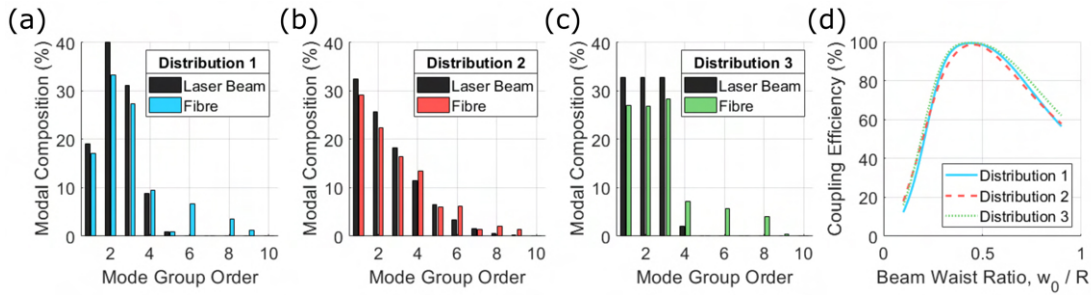 (a)
40
30
20
10
0
Modal Composition (%)
2 4 6 8 10
Mode Group Order
Distribution 1
Laser Beam
Fibre
(b)
40
30
20
10
0
Modal Composition (%)
2 4 6 8 10
Mode Group Order
Distribution 2
Laser Beam
Fibre
(c)
40
30
20
10
0
Modal Composition (%)
2 4 6 8 10
Mode Group Order
Distribution 3
Laser Beam
Fibre
(d)
100
80
60
40
20
0
Coupling Efficiency (%)
0 0.5 1
Beam Waist Ratio, w0 / R
Distribution 1
Distribution 2
Distribution 3